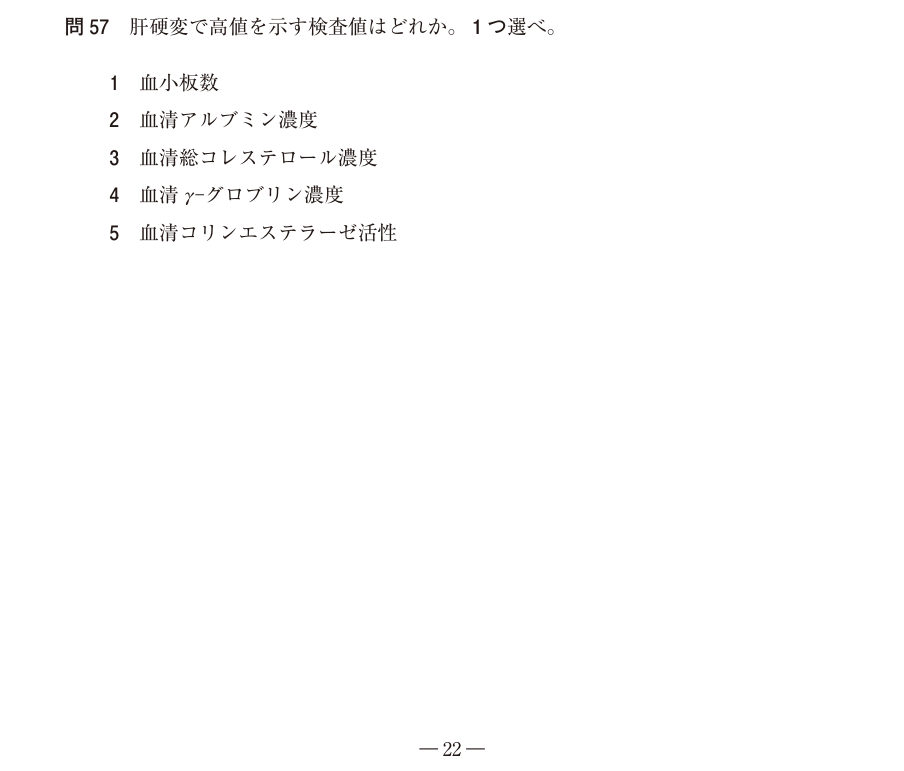 問 57 肝硬変で高値を示す検査値はどれか。1 つ選べ。
1 血小板数
2 血清アルブミン濃度
3 血清総コレステロール濃度
4 血清 γ-グロブリン濃度
5 血清コリンエステラーゼ活性
— 22 —